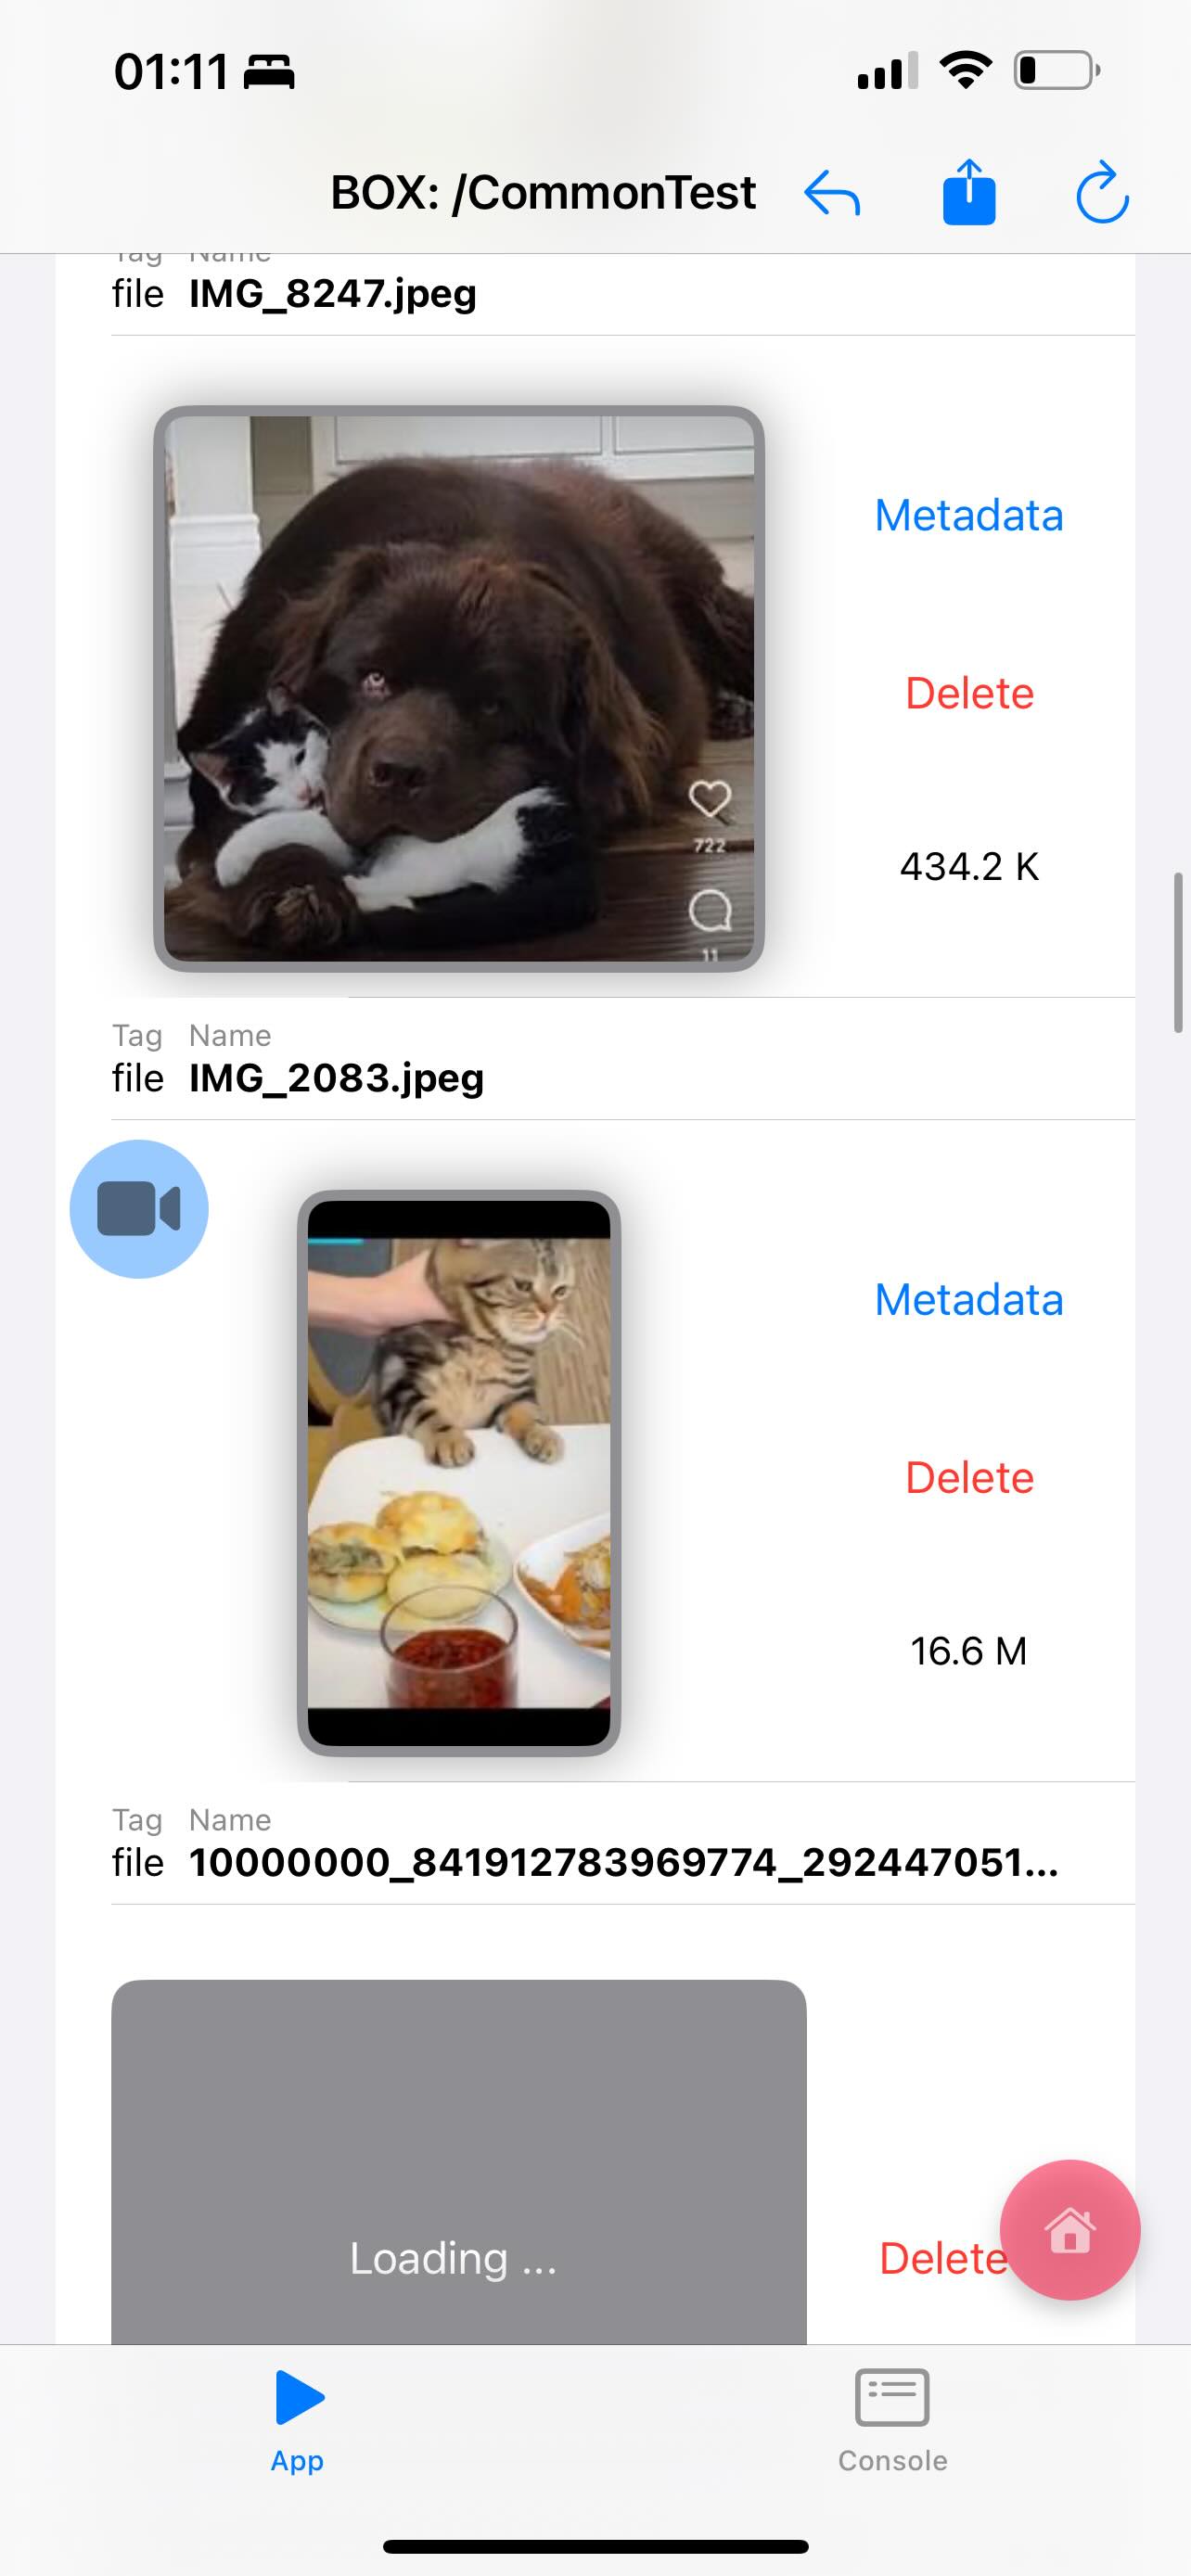 01:11
BOX: /CommonTest
Tag Name
file IMG_8247.jpeg
Metadata
Delete
722
434.2 K
11
Tag Name
file IMG_2083.jpeg
Metadata
Delete
16.6 M
Tag Name
file 10000000_841912783969774_292447051...
Loading ...
Delete
App
Console